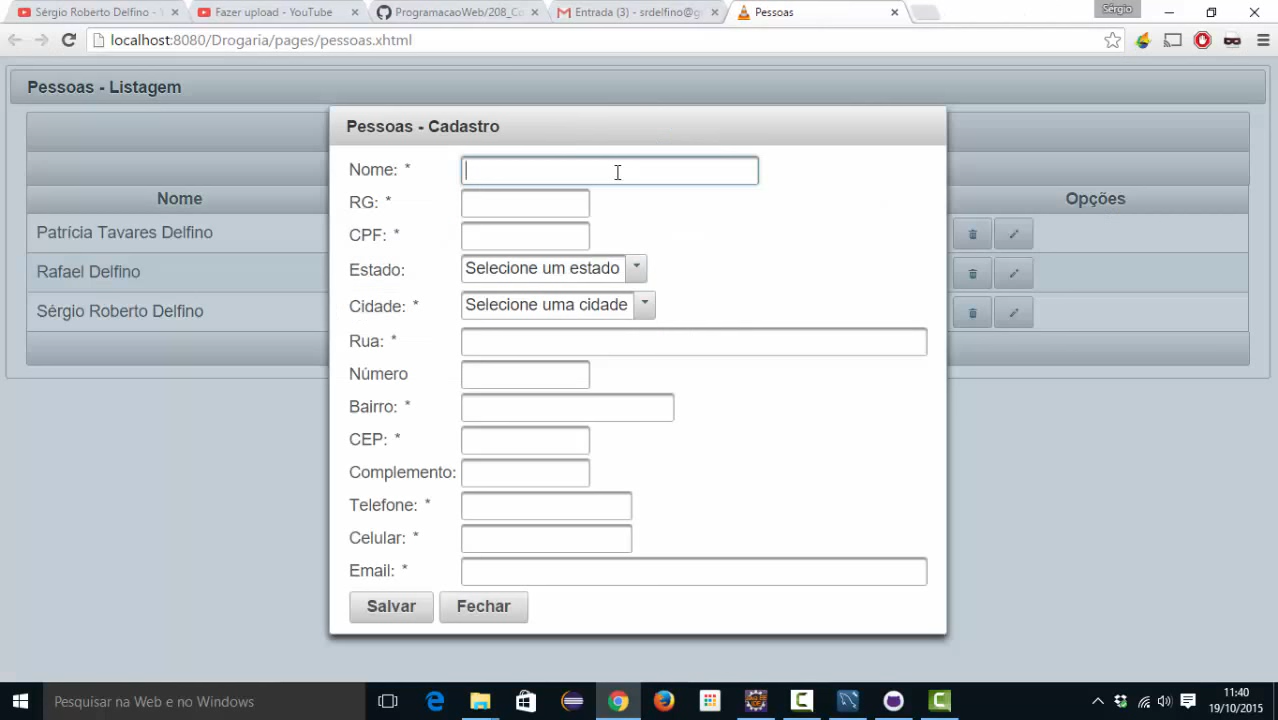 Sérgio Roberto Delfino - Y
Fazer upload - YouTube
ProgramacaoWeb/208_Co
Entrada (3) - srdelfino@g
Pessoas
Sérgio
localhost:8080/Drogaria/pages/pessoas.xhtml
Pessoas - Listagem
Pessoas - Cadastro
Nome: *
RG: *
CPF: *
Estado: Selecione um estado
Cidade: * Selecione uma cidade
Rua: *
Número
Bairro: *
CEP: *
Complemento:
Telefone: *
Celular: *
Email: *
Salvar Fechar
Nome Opções
Patrícia Tavares Delfino
Rafael Delfino
Sérgio Roberto Delfino
Pesquisar na Web e no Windows
11:40
19/10/2015